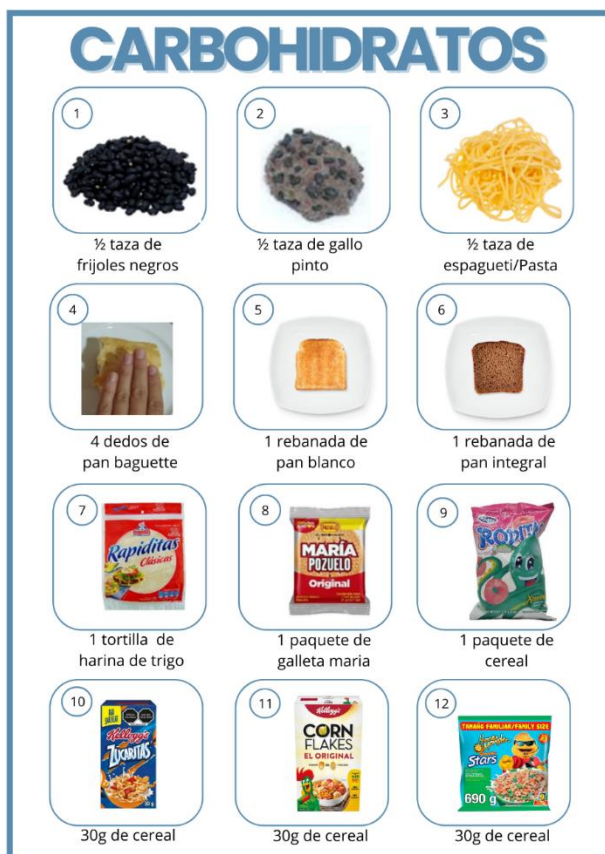 CARBOHIDRATOS
1
2
3
½ taza de
frijoles negros
½ taza de gallo
pinto
½ taza de
espagueti/Pasta
4
5
6
4 dedos de
pan baguette
1 rebanada de
pan blanco
1 rebanada de
pan integral
7
Rapiditas
Clásicas
8
MARÍA
POZUELO
Original
9
1 tortilla de
harina de trigo
1 paquete de
galleta maria
1 paquete de
cereal
10
Kellogg's
ZUCARITAS
11
Kellogg's
CORN
FLAKES
EL ORIGINAL
12
TAMAÑO FAMILIAR/FAMILY SIZE
Stars
690 g
30g de cereal
30g de cereal
30g de cereal